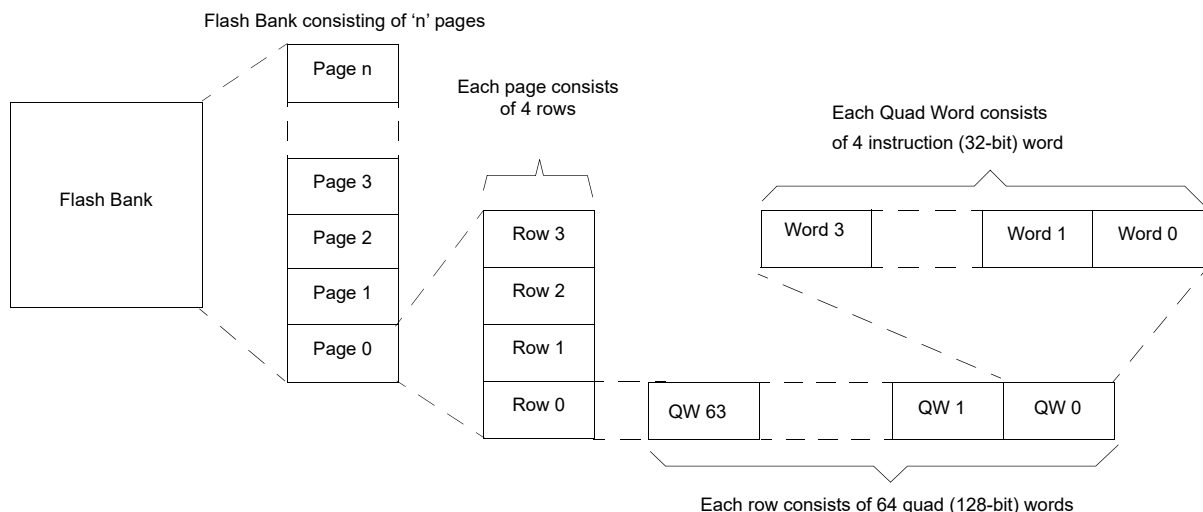 Flash Bank consisting of ‘n’ pages
Flash Bank
Page n
Page 3
Page 2
Page 1
Page 0
Each page consists
of 4 rows
Row 3
Row 2
Row 1
Row 0
Each Quad Word consists
of 4 instruction (32-bit) word
Word 3
Word 1
Word 0
QW 63
QW 1
QW 0
Each row consists of 64 quad (128-bit) words